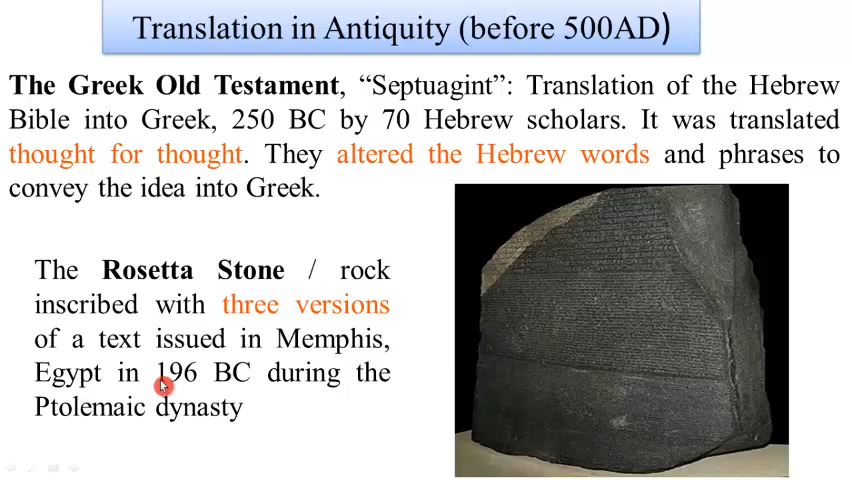 Translation in Antiquity (before 500AD)
The Greek Old Testament, “Septuagint”: Translation of the Hebrew
Bible into Greek, 250 BC by 70 Hebrew scholars. It was translated
thought for thought. They altered the Hebrew words and phrases to
convey the idea into Greek.
The Rosetta Stone / rock
inscribed with three versions
of a text issued in Memphis,
Egypt in 196 BC during the
Ptolemaic dynasty